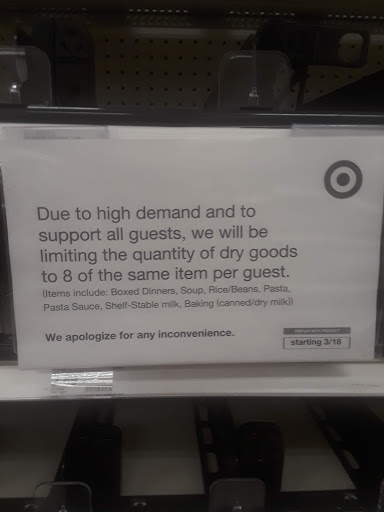 Due to high demand and to
support all guests, we will be
limiting the quantity of dry goods
to 8 of the same item per guest.
(Items include: Boxed Dinners, Soup, Rice/Beans, Pasta,
Pasta Sauce, Shelf-Stable milk, Baking (canned/dry milk))
We apologize for any inconvenience.
starting 3/18